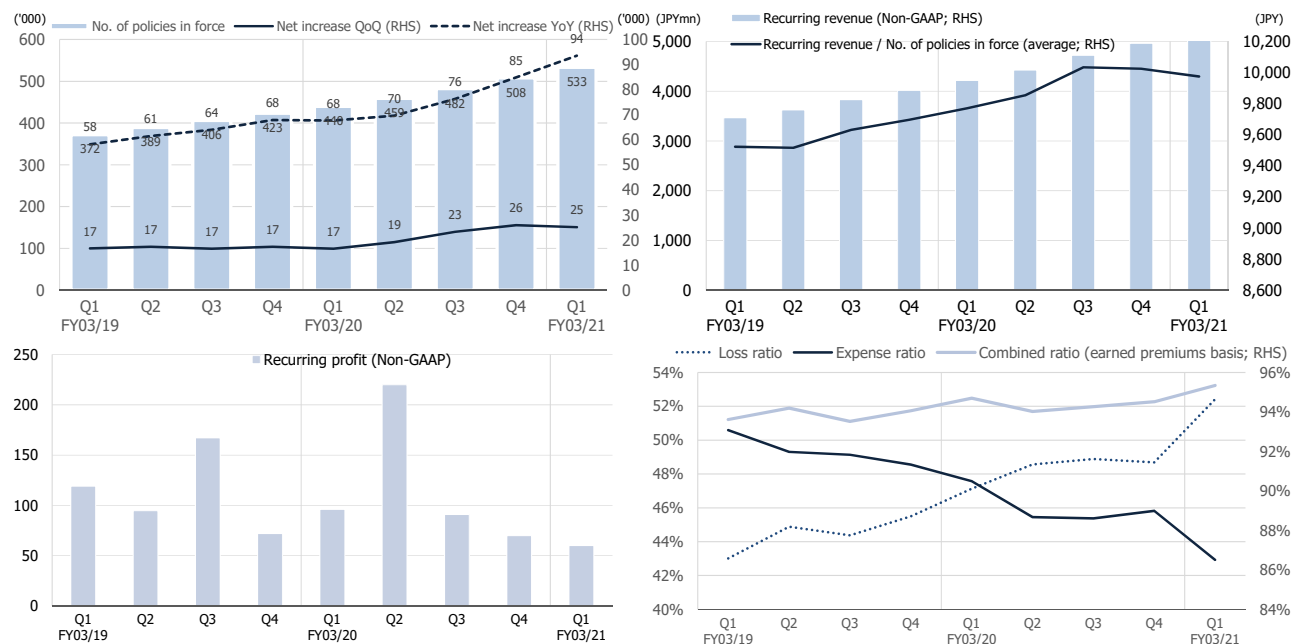 ('000)
No. of policies in force
Net increase QoQ (RHS)
Net increase YoY (RHS)
('000)
600
500
400
300
200
100
0
100
90
80
70
60
50
40
30
20
10
0
58 61 64 68 68 70 76 85 94
372 389 406 423 440 459 482 508 533
17 17 17 17 17 19 23 26 25
Q1 Q2 Q3 Q4 Q1 Q2 Q3 Q4 Q1
FY03/19 FY03/20 FY03/21
(JPYmn)
Recurring revenue (Non-GAAP; RHS)
(JPY)
Recurring revenue / No. of policies in force (average; RHS)
5,000
4,000
3,000
2,000
1,000
0
10,200
10,000
9,800
9,600
9,400
9,200
9,000
8,800
8,600
Q1 Q2 Q3 Q4 Q1 Q2 Q3 Q4 Q1
FY03/19 FY03/20 FY03/21
Recurring profit (Non-GAAP)
250
200
150
100
50
0
Q1 Q2 Q3 Q4 Q1 Q2 Q3 Q4 Q1
FY03/19 FY03/20 FY03/21
Loss ratio
Expense ratio
Combined ratio (earned premiums basis; RHS)
54%
52%
50%
48%
46%
44%
42%
40%
96%
94%
92%
90%
88%
86%
84%
Q1 Q2 Q3 Q4 Q1 Q2 Q3 Q4 Q1
FY03/19 FY03/20 FY03/21